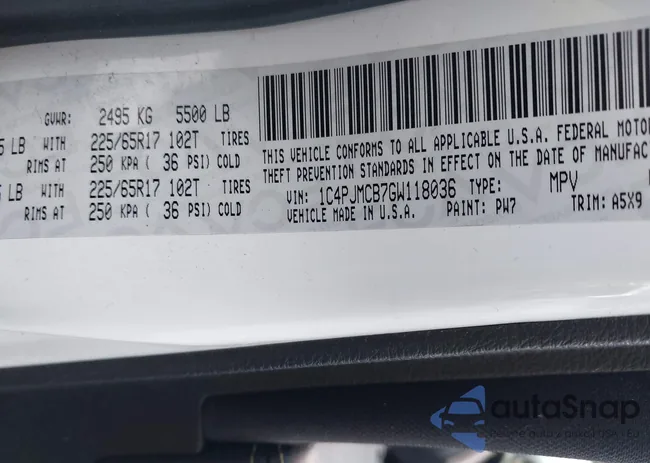 GVWR: 2495 KG 5500 LB
5 LB WITH 225/65R17 102T TIRES
RIMS AT 250 KPA ( 36 PSI) COLD
5 LB WITH 225/65R17 102T TIRES
RIMS AT 250 KPA ( 36 PSI) COLD
THIS VEHICLE CONFORMS TO ALL APPLICABLE U.S.A. FEDERAL MOTOR
THEFT PREVENTION STANDARDS IN EFFECT ON THE DATE OF MANUFAC
VIN: 1C4PJMCB7GW118036 TYPE: MPV
VEHICLE MADE IN U.S.A. PAINT: PW7 TRIM: A5X9
autoSnap